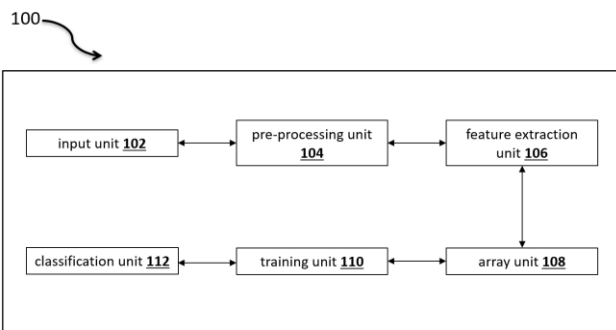 100
input unit 102
pre-processing unit
104
feature extraction
unit 106
classification unit 112
training unit 110
array unit 108